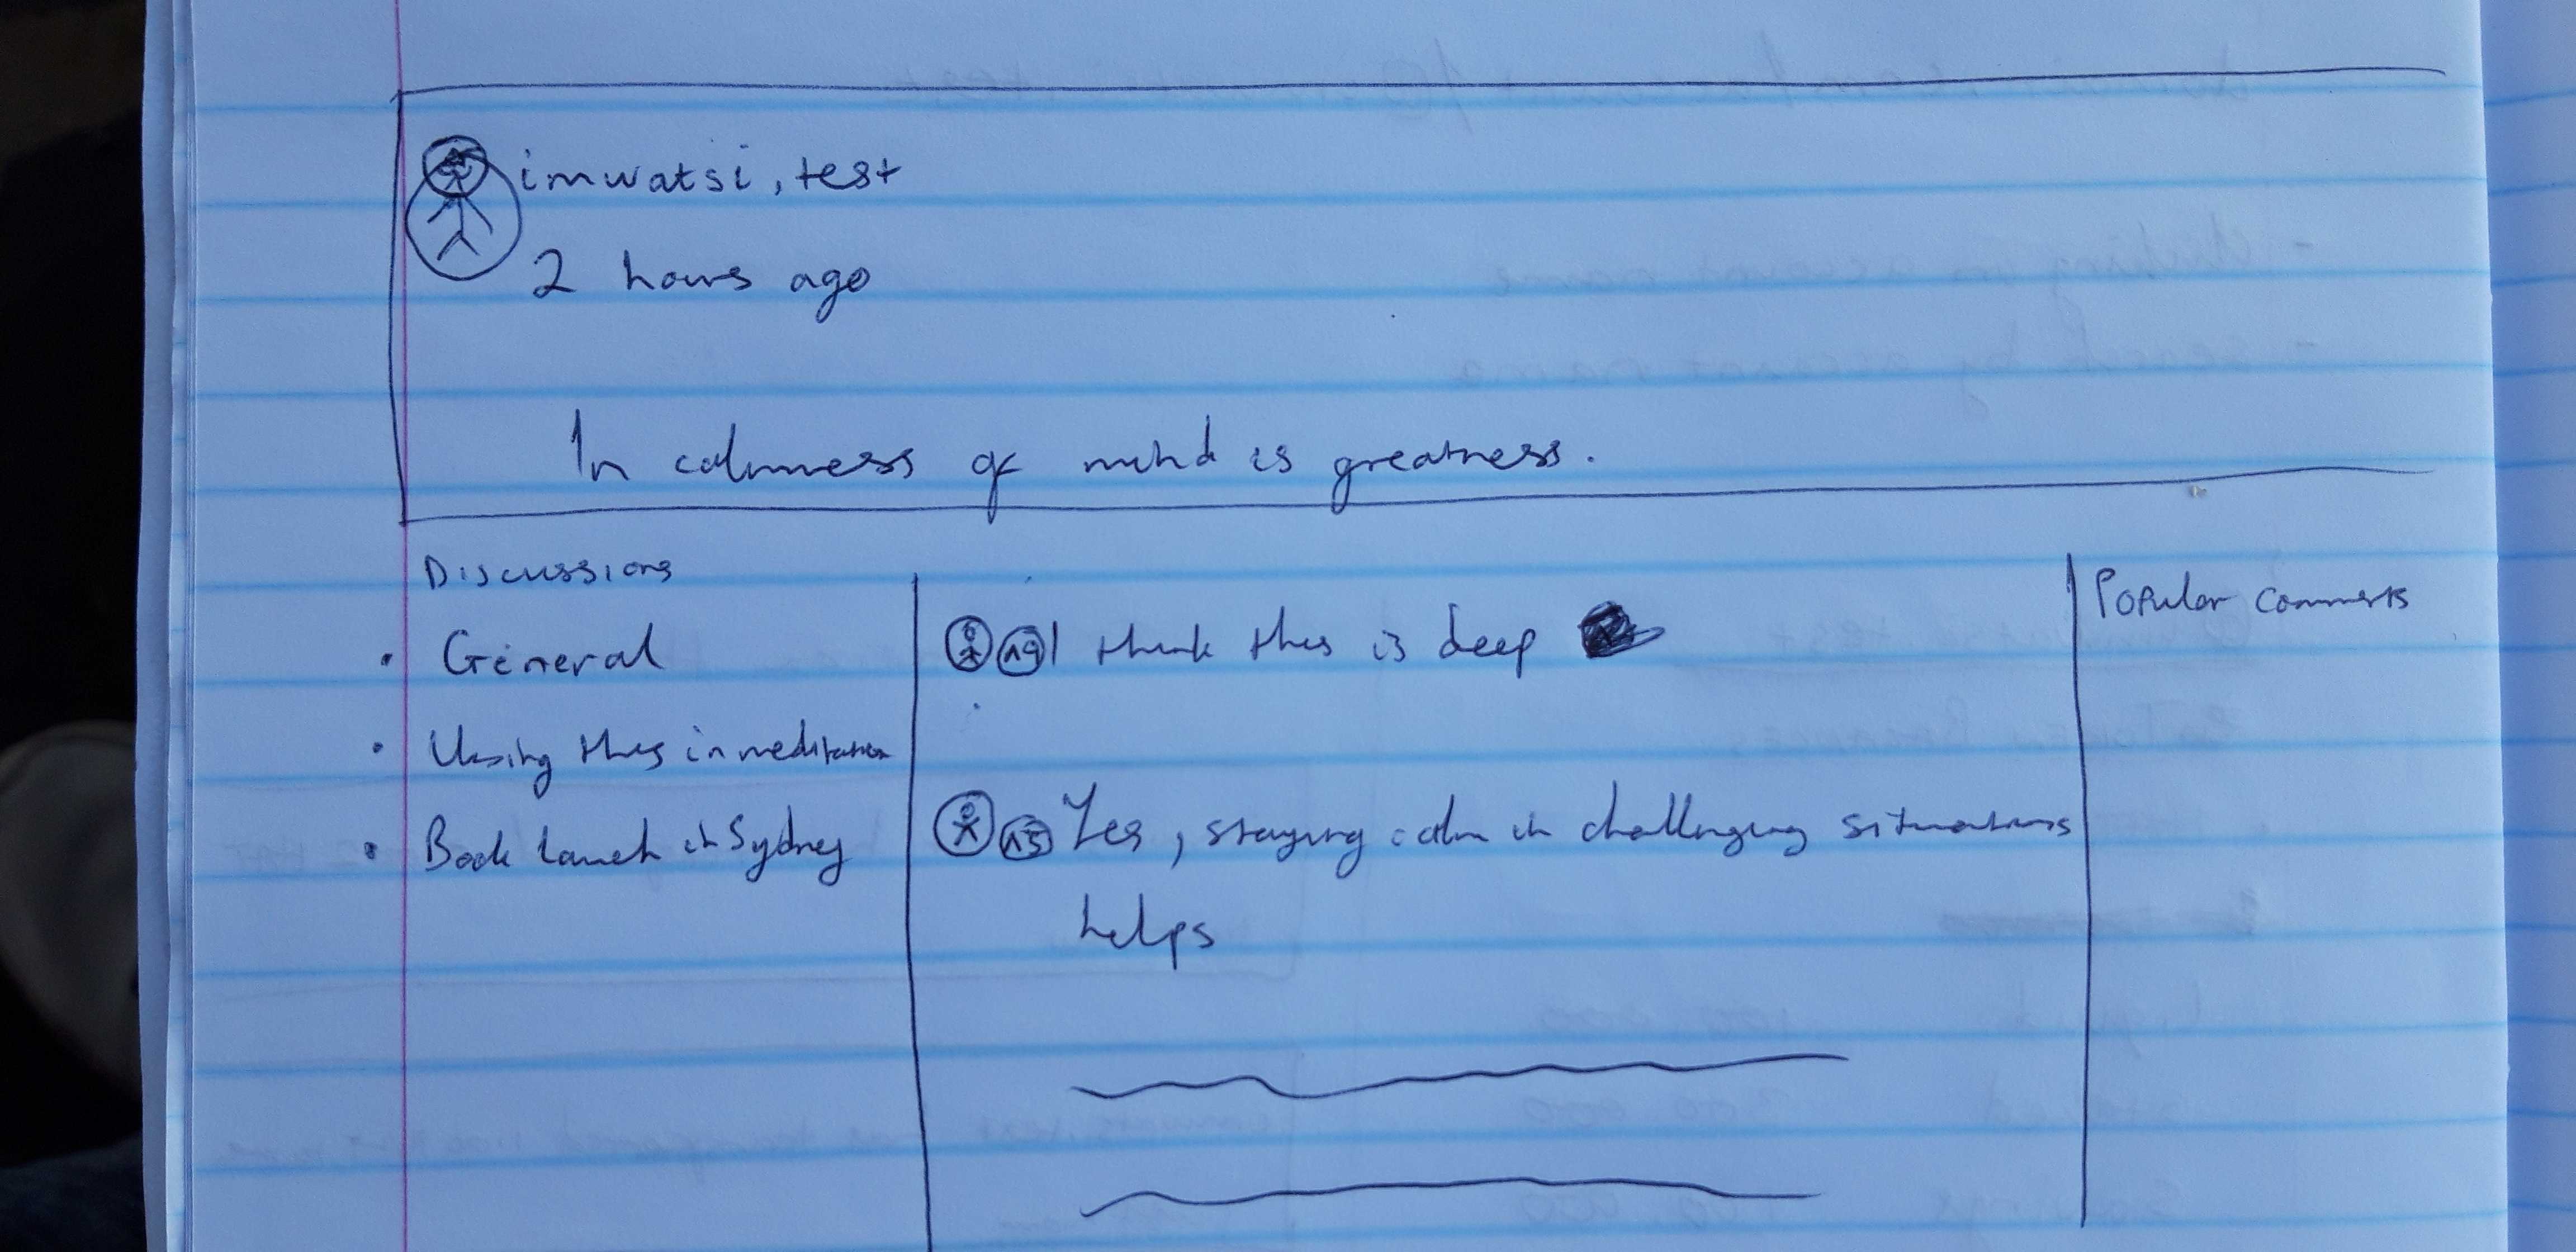 imwatsi, test
2 hours ago
In calmness of mind is greatness.
Discussions
• General
• Using this in meditation
• Book launch in Sydney
^9 I think this is deep
^5 Yes, staying calm in challenging situations
helps
Popular comments